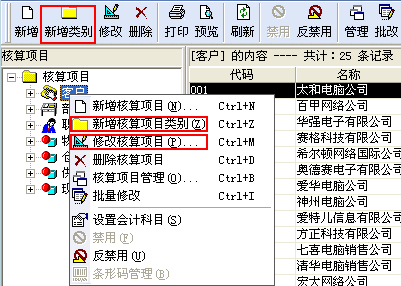 新增 新增类别 修改 删除 打印 预览 刷新 禁用 反禁用 管理 批改
核算项目
[客户] 的内容 ---- 共计：25 条记录
代码 名称
核算项目
客户
001 太和电脑公司
百甲网络公司
华强电子有限公司
赛格科技有限公司
希尔顿网络国际公司
奥德赛电子有限公司
爱华电脑公司
神州电脑公司
爱特儿信息有限公司
方正科技有限公司
七喜电脑销售公司
清华电脑销售公司
宏大网络公司
新增核算项目(N)... Ctrl+N
新增核算项目类别(Z) Ctrl+Z
修改核算项目(P)... Ctrl+M
删除核算项目 Ctrl+D
核算项目管理(O)... Ctrl+B
批量修改 Ctrl+I
设置会计科目(S)
禁用(F)
反禁用(U)
条形码管理(B)